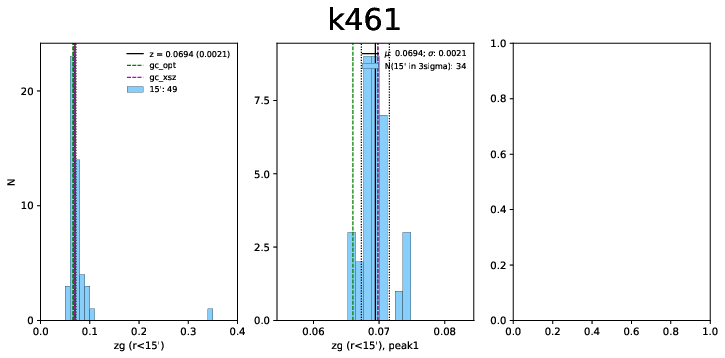 k461
z = 0.0694 (0.0021)
gc_opt
gc_xsz
15': 49
N
20
10
0
0.0 0.1 0.2 0.3 0.4
zg (r<15')
μ: 0.0694; σ: 0.0021
N(15' in 3sigma): 34
7.5
5.0
2.5
0.0
0.06 0.07 0.08
zg (r<15'), peak1
1.0
0.8
0.6
0.4
0.2
0.0
0.0 0.2 0.4 0.6 0.8 1.0